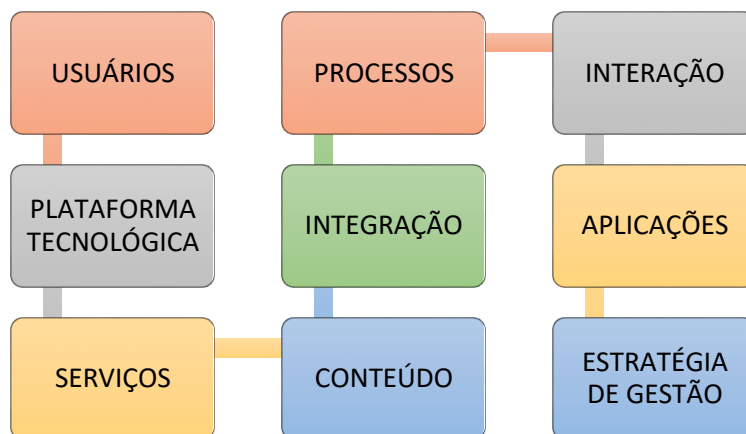 USUÁRIOS
PROCESSOS
INTERAÇÃO
PLATAFORMA
TECNOLÓGICA
INTEGRAÇÃO
APLICAÇÕES
SERVIÇOS
CONTEÚDO
ESTRATÉGIA
DE GESTÃO